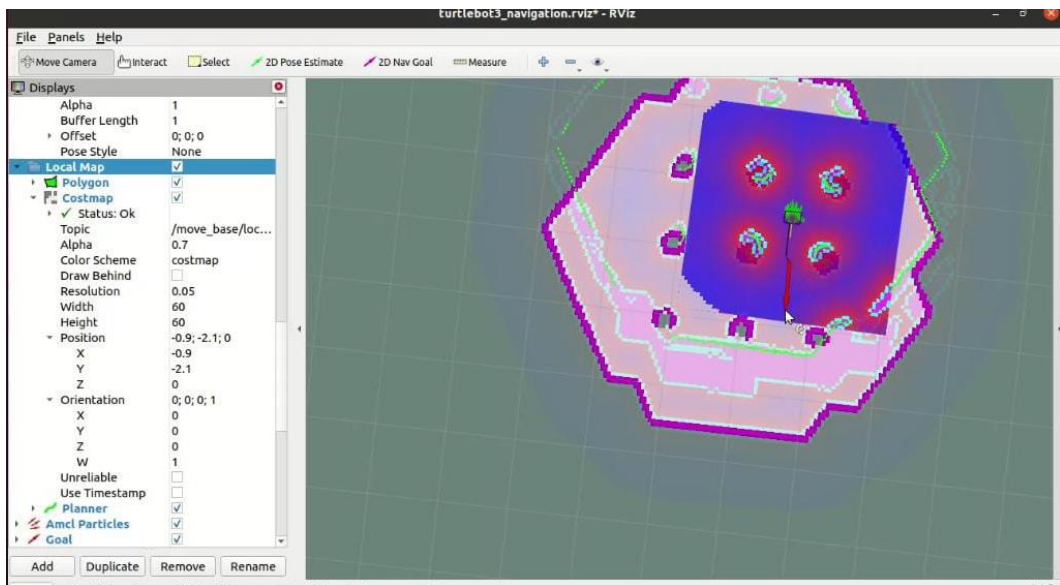 turtlebot3_navigation.rviz* - RViz
File Panels Help
Move Camera Interact Select 2D Pose Estimate 2D Nav Goal Measure
Displays
Alpha 1
Buffer Length 1
Offset 0; 0; 0
Pose Style None
Local Map
Polygon
Costmap
Status: Ok
Topic /move_base/loc...
Alpha 0.7
Color Scheme costmap
Draw Behind
Resolution 0.05
Width 60
Height 60
Position -0.9; -2.1; 0
X -0.9
Y -2.1
Z 0
Orientation 0; 0; 0; 1
X 0
Y 0
Z 0
W 1
Unreliable
Use Timestamp
Planner
Amcl Particles
Goal
Add Duplicate Remove Rename